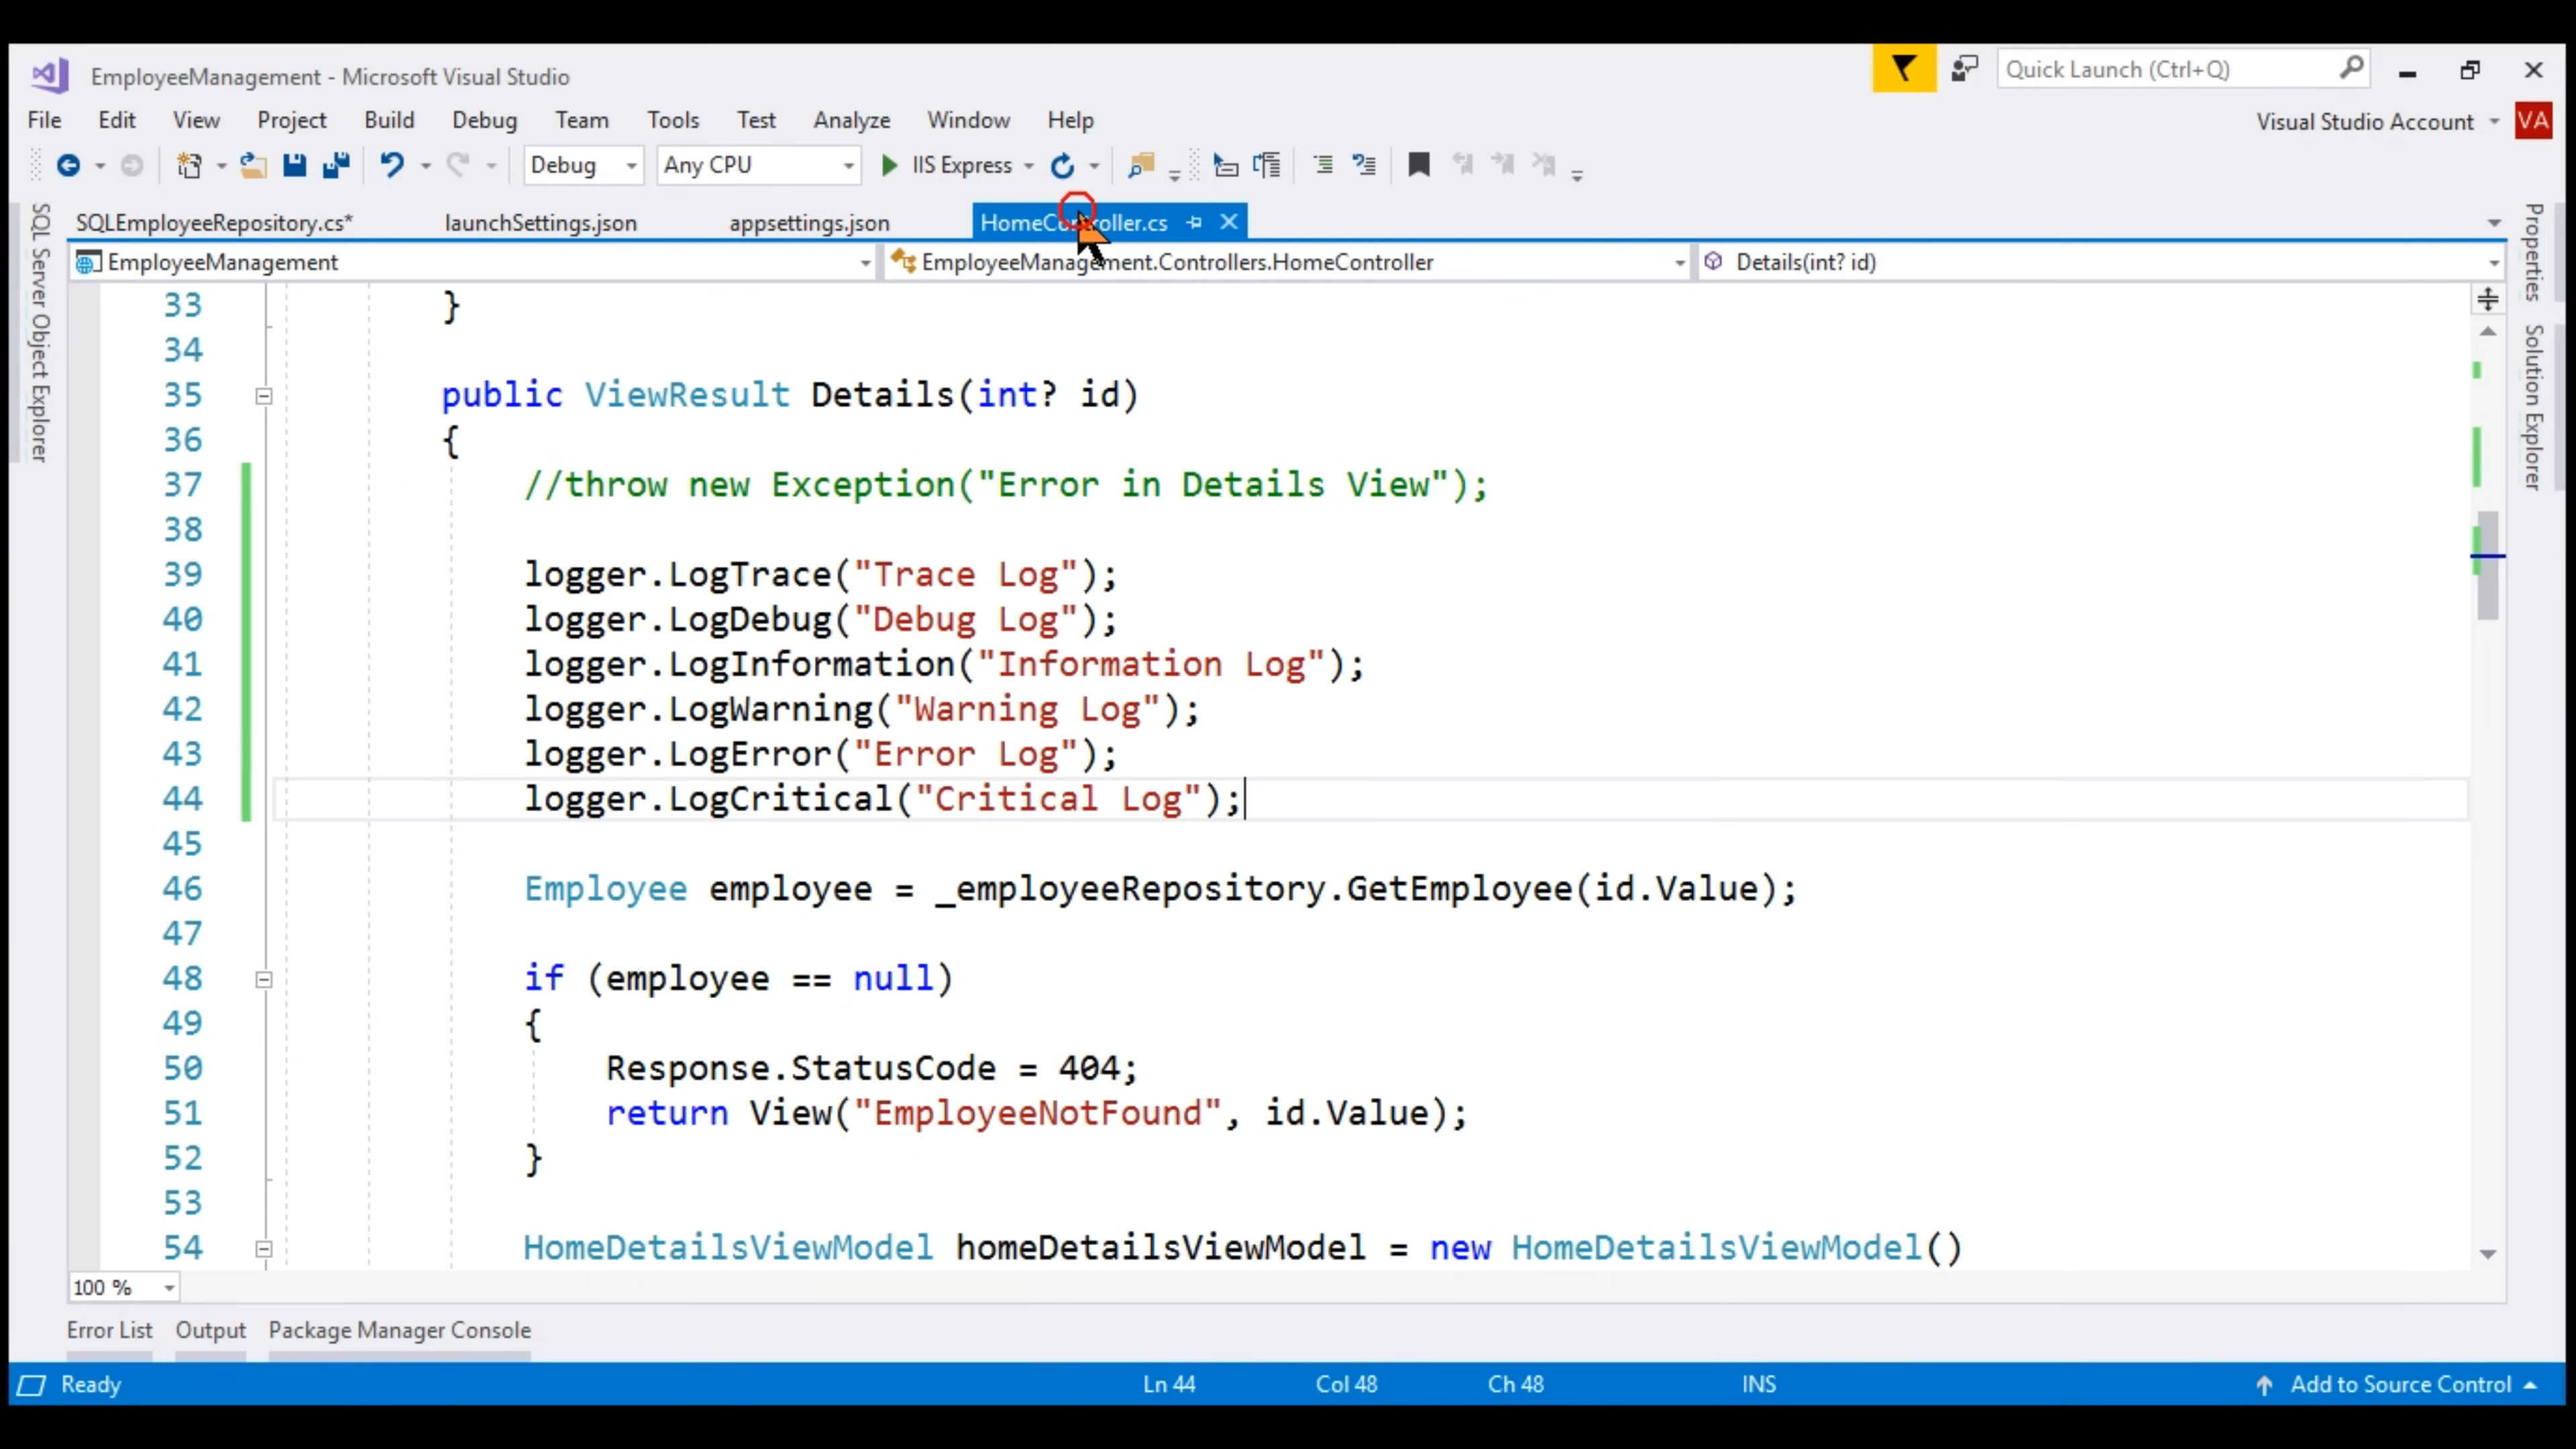 EmployeeManagement - Microsoft Visual Studio
Quick Launch (Ctrl+Q)
File Edit View Project Build Debug Team Tools Test Analyze Window Help
Visual Studio Account VA
Debug Any CPU IIS Express
SQLEmployeeRepository.cs* launchSettings.json appsettings.json HomeController.cs
EmployeeManagement EmployeeManagement.Controllers.HomeController Details(int? id)
SQL Server Object Explorer
Properties
Solution Explorer
33 }
34
35 public ViewResult Details(int? id)
36 {
37 //throw new Exception("Error in Details View");
38
39 logger.LogTrace("Trace Log");
40 logger.LogDebug("Debug Log");
41 logger.LogInformation("Information Log");
42 logger.LogWarning("Warning Log");
43 logger.LogError("Error Log");
44 logger.LogCritical("Critical Log");
45
46 Employee employee = _employeeRepository.GetEmployee(id.Value);
47
48 if (employee == null)
49 {
50 Response.StatusCode = 404;
51 return View("EmployeeNotFound", id.Value);
52 }
53
54 HomeDetailsViewModel homeDetailsViewModel = new HomeDetailsViewModel()
100 %
Error List Output Package Manager Console
Ready Ln 44 Col 48 Ch 48 INS Add to Source Control